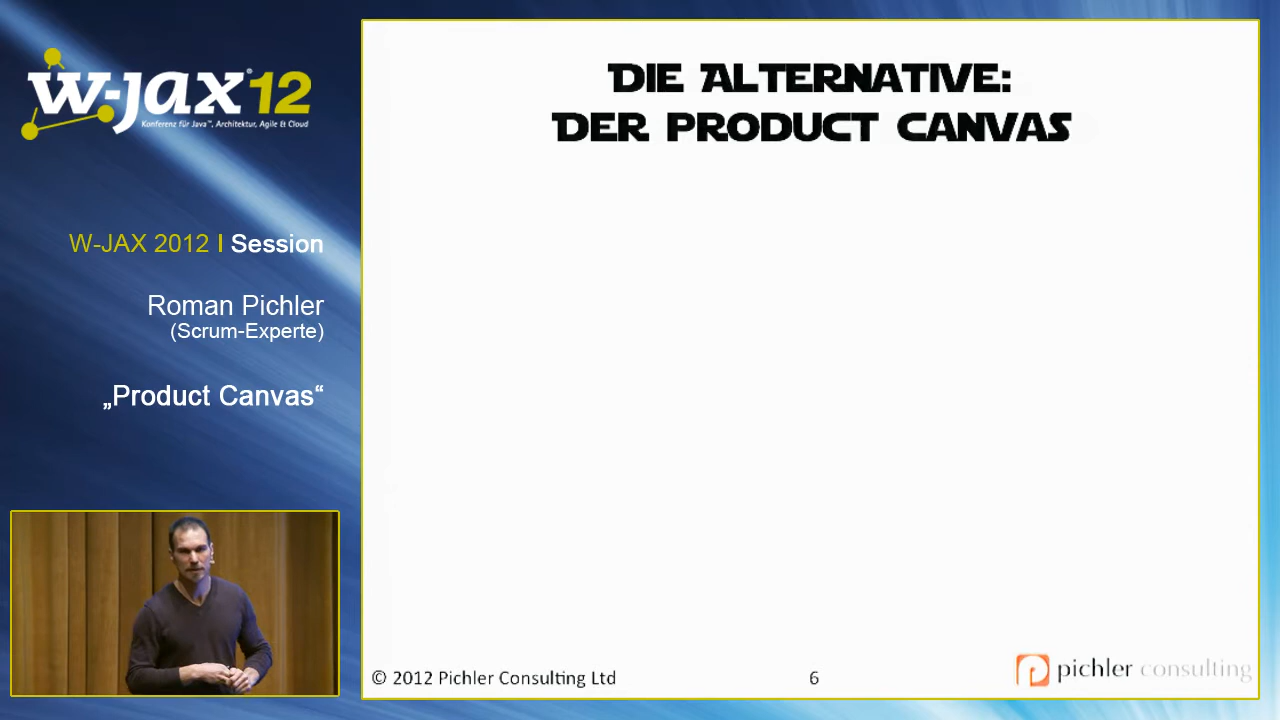 W-JAX®12
Konferenz für Java™, Architektur, Agile & Cloud
W-JAX 2012 I Session
Roman Pichler
(Scrum-Experte)
„Product Canvas“
DIE ALTERNATIVE:
DER PRODUCT CANVAS
© 2012 Pichler Consulting Ltd
6
pichler consulting